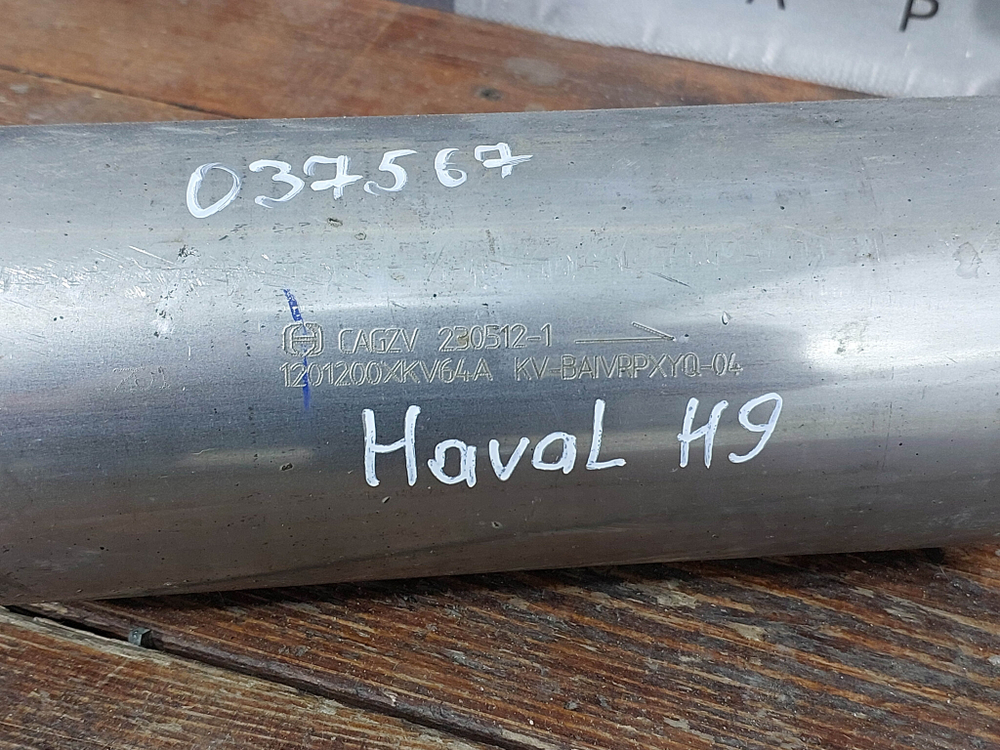 P
037567
CAGZV 230512-1
1201200XKV64A KV-BAIVRPXYQ-04
Haval H9